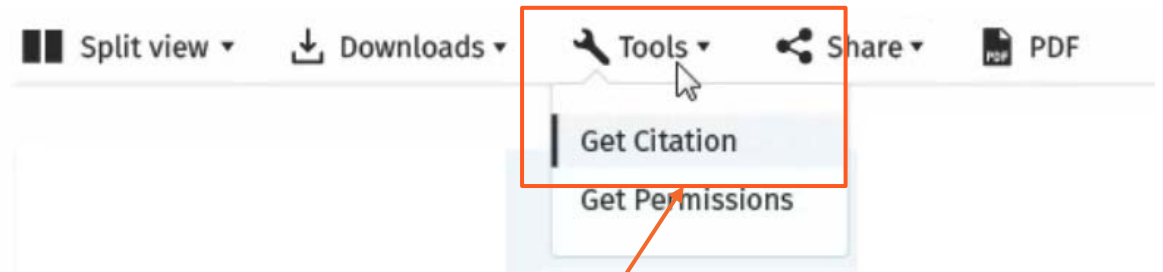 Split view ▾ Downloads ▾ Tools ▾ Share ▾ PDF
Get Citation
Get Permissions